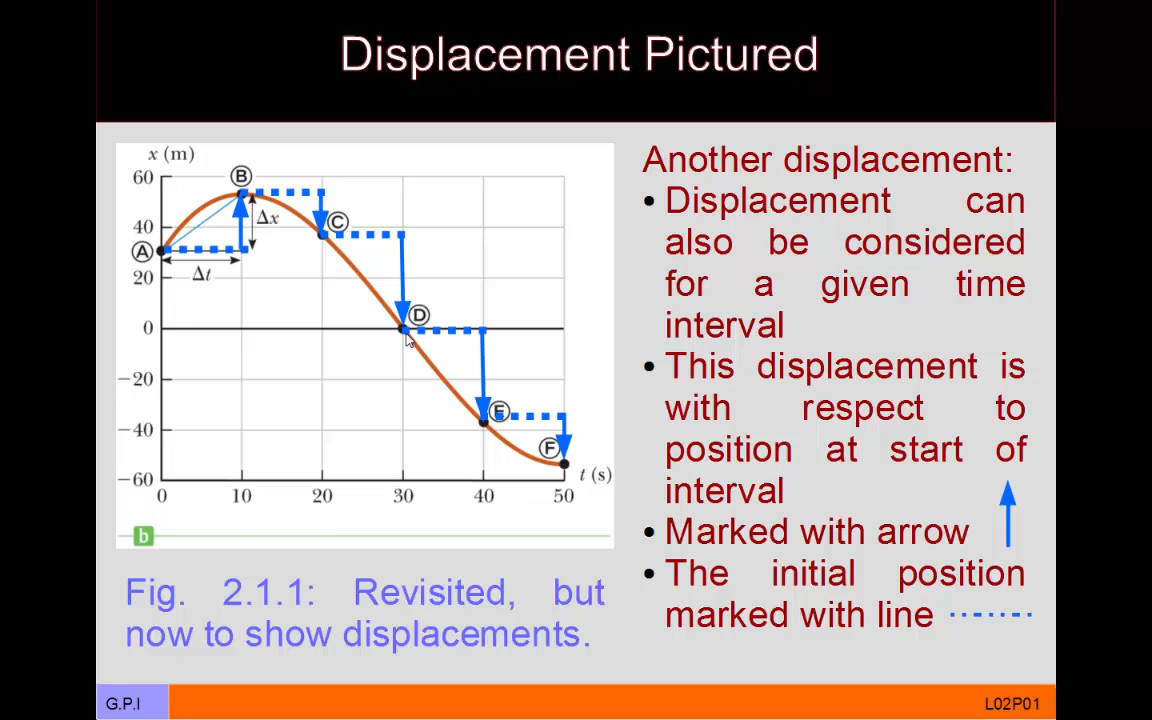 Displacement Pictured
x (m)
60
40
20
0
−20
−40
−60
A
B
C
D
E
F
Δx
Δt
0 10 20 30 40 50
t (s)
b
Fig. 2.1.1: Revisited, but
now to show displacements.
Another displacement:
• Displacement can
also be considered
for a given time
interval
• This displacement is
with respect to
position at start of
interval
• Marked with arrow
• The initial position
marked with line
G.P.I
L02P01